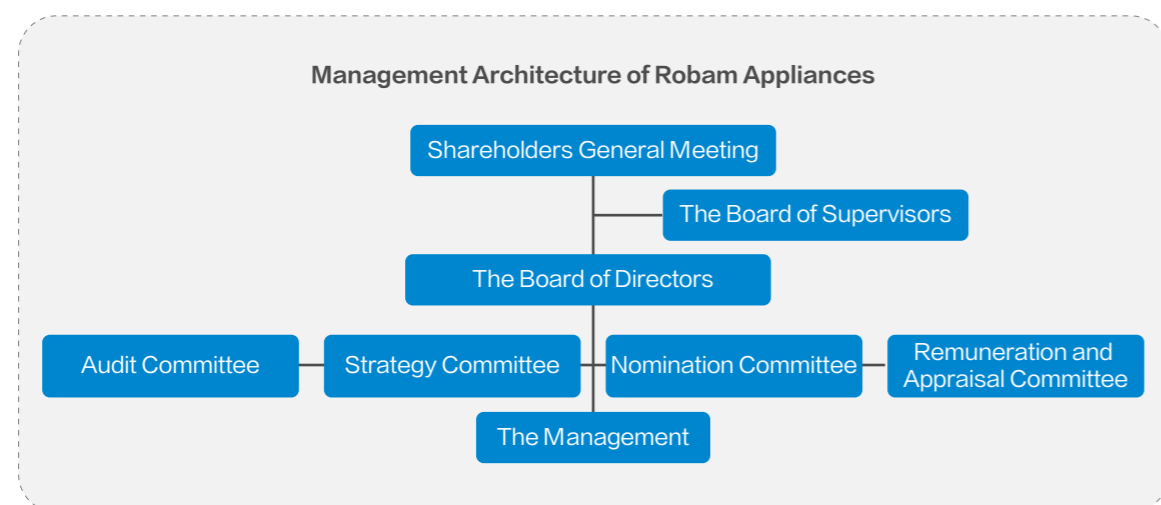 Management Architecture of Robam Appliances
Shareholders General Meeting
The Board of Supervisors
The Board of Directors
Audit Committee
Strategy Committee
Nomination Committee
Remuneration and
Appraisal Committee
The Management